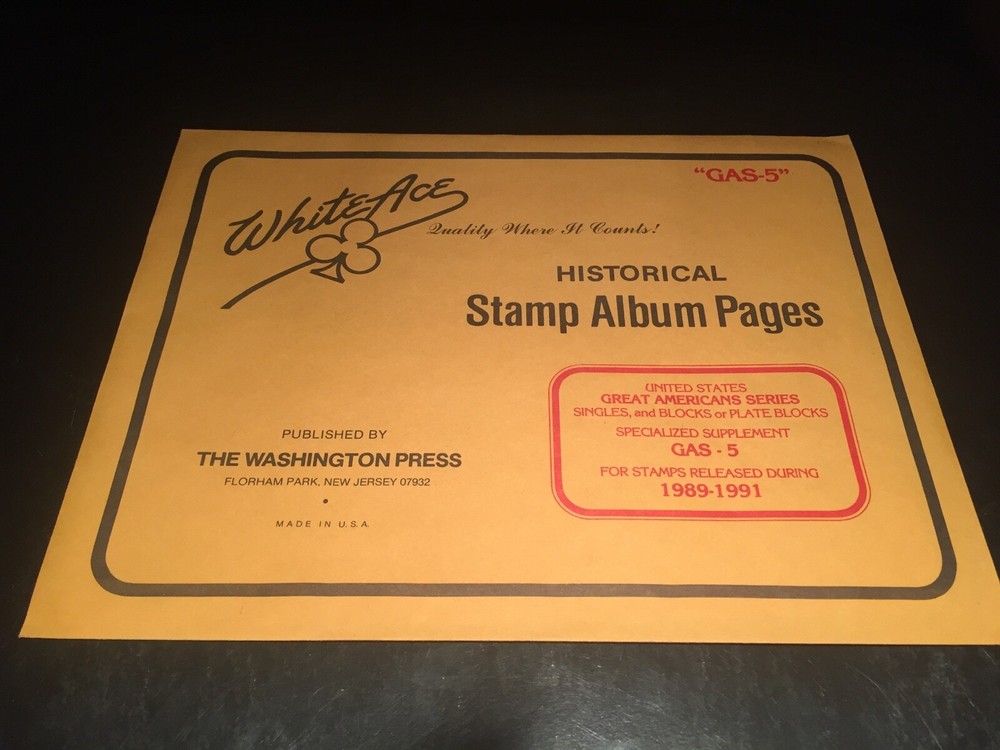 "GAS-5"
White Ace
Quality Where It Counts!
HISTORICAL
Stamp Album Pages
UNITED STATES
GREAT AMERICANS SERIES
SINGLES, and BLOCKS or PLATE BLOCKS
SPECIALIZED SUPPLEMENT
GAS - 5
FOR STAMPS RELEASED DURING
1989-1991
PUBLISHED BY
THE WASHINGTON PRESS
FLORHAM PARK, NEW JERSEY 07932
•
MADE IN U.S.A.